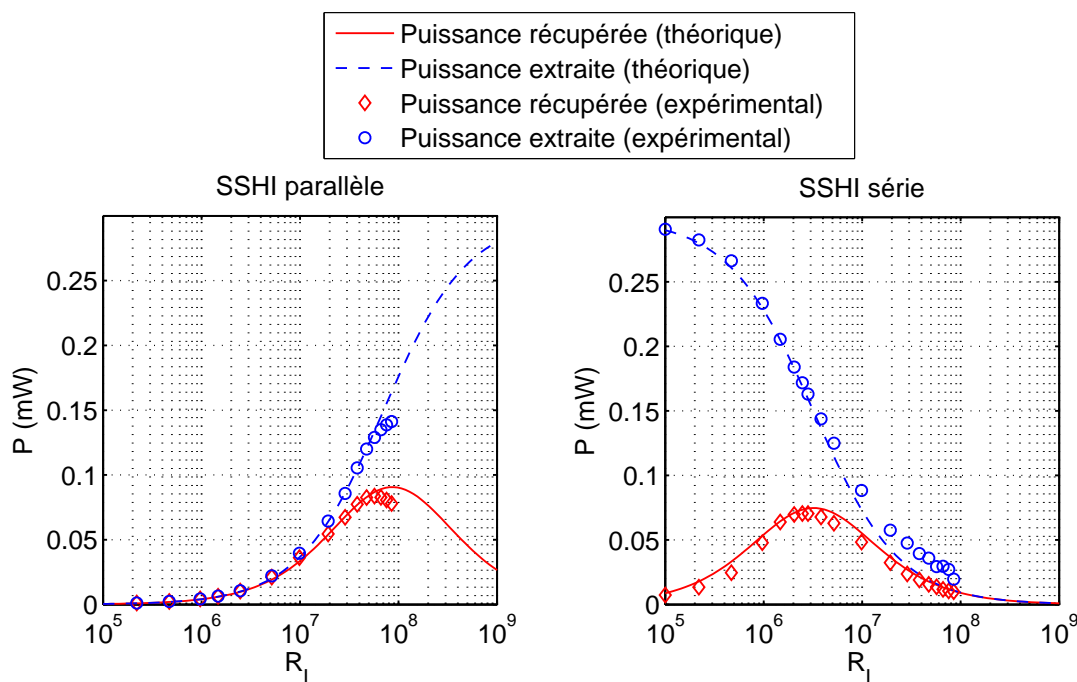 Puissance récupérée (théorique)
Puissance extraite (théorique)
Puissance récupérée (expérimental)
Puissance extraite (expérimental)
SSHI parallèle
0.25
0.2
0.15
0.1
0.05
0
P (mW)
10^5 10^6 10^7 10^8 10^9
R_l
SSHI série
0.25
0.2
0.15
0.1
0.05
0
P (mW)
10^5 10^6 10^7 10^8 10^9
R_l